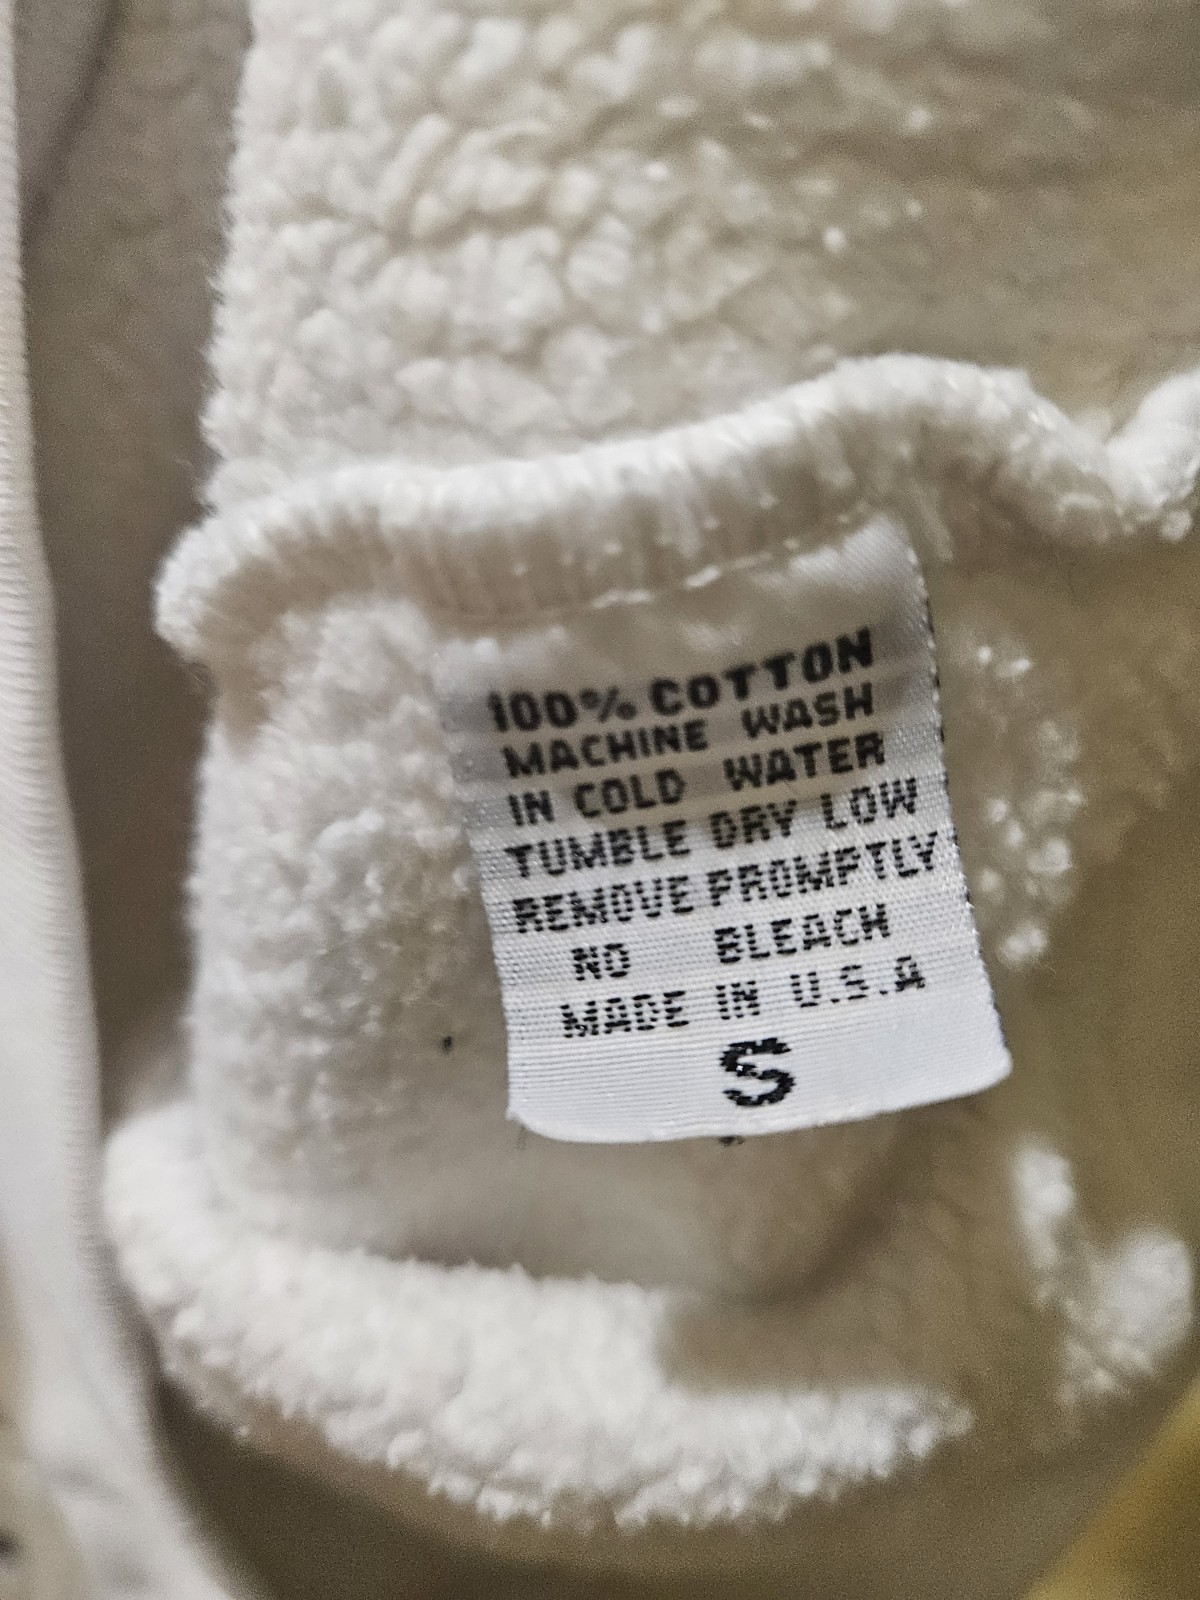 100% COTTON
MACHINE WASH
IN COLD WATER
TUMBLE DRY LOW
REMOVE PROMPTLY
NO BLEACH
MADE IN U.S.A
S